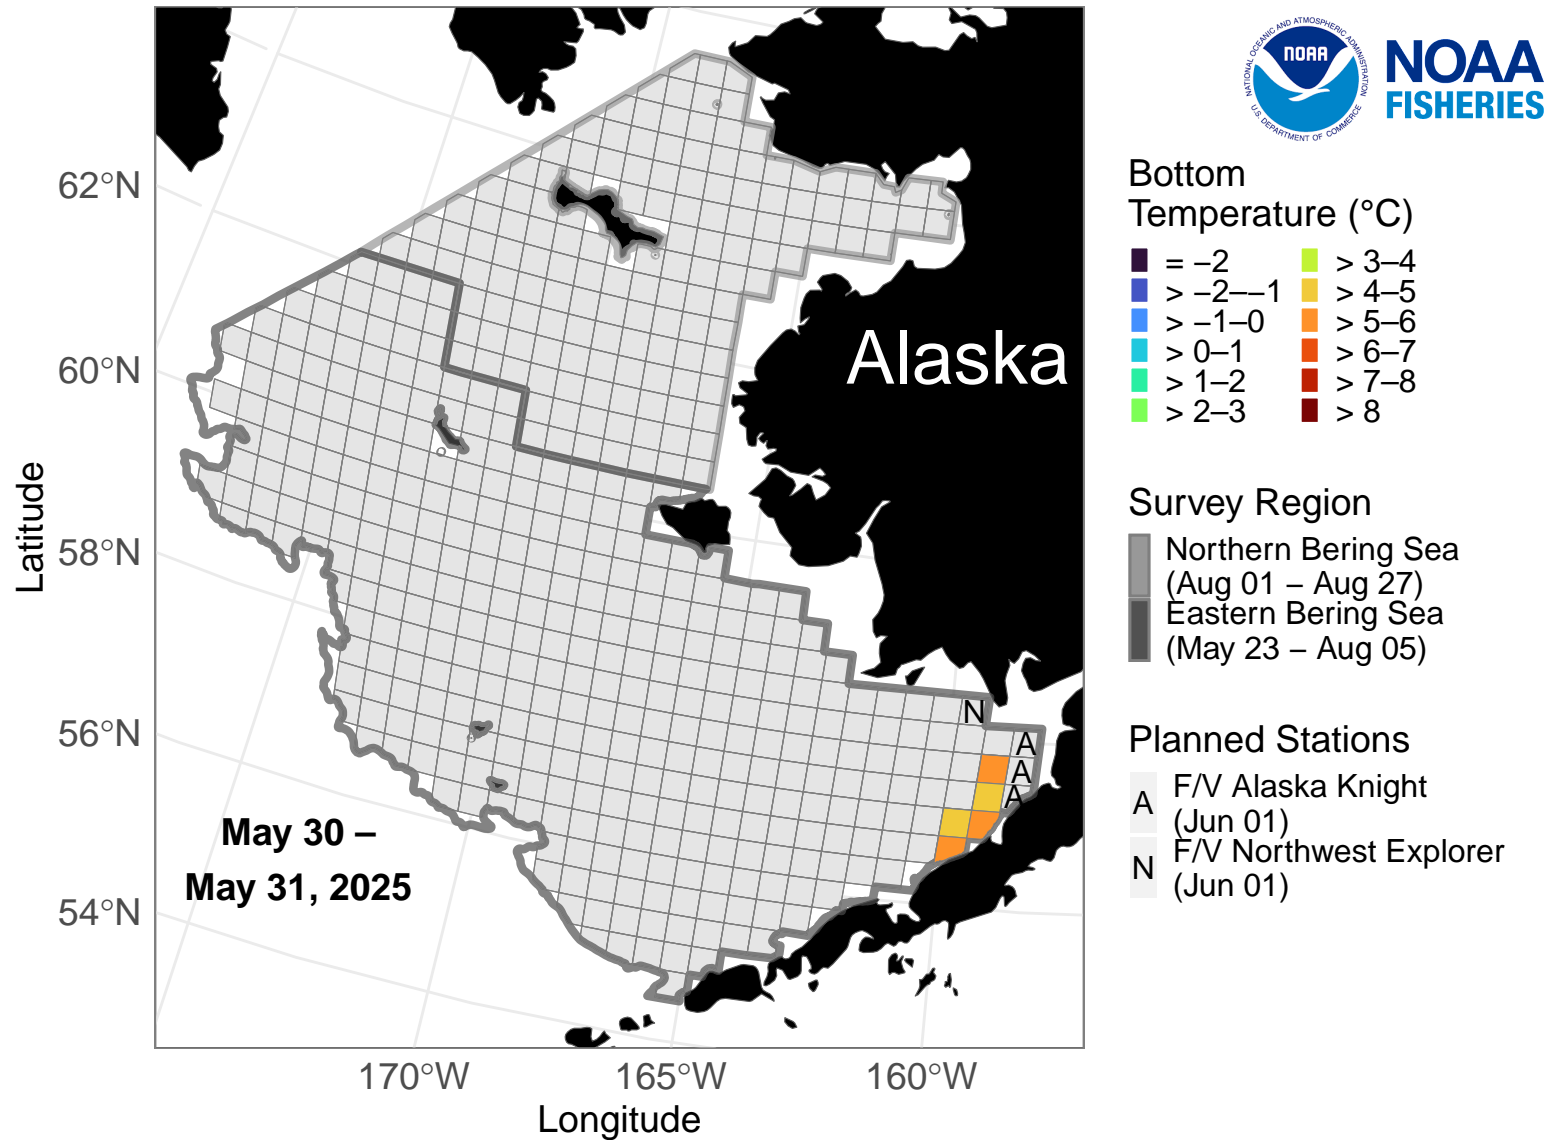 NATIONAL OCEANIC AND ATMOSPHERIC ADMINISTRATION
U.S. DEPARTMENT OF COMMERCE
NOAA
NOAA
FISHERIES
62°N
60°N
58°N
56°N
54°N
Latitude
170°W
165°W
160°W
Longitude
Alaska
N
A
A
A
May 30 –
May 31, 2025
Bottom
Temperature (°C)
= −2
> −2–−1
> −1–0
> 0–1
> 1–2
> 2–3
> 3–4
> 4–5
> 5–6
> 6–7
> 7–8
> 8
Survey Region
Northern Bering Sea
(Aug 01 – Aug 27)
Eastern Bering Sea
(May 23 – Aug 05)
Planned Stations
A F/V Alaska Knight
(Jun 01)
N F/V Northwest Explorer
(Jun 01)